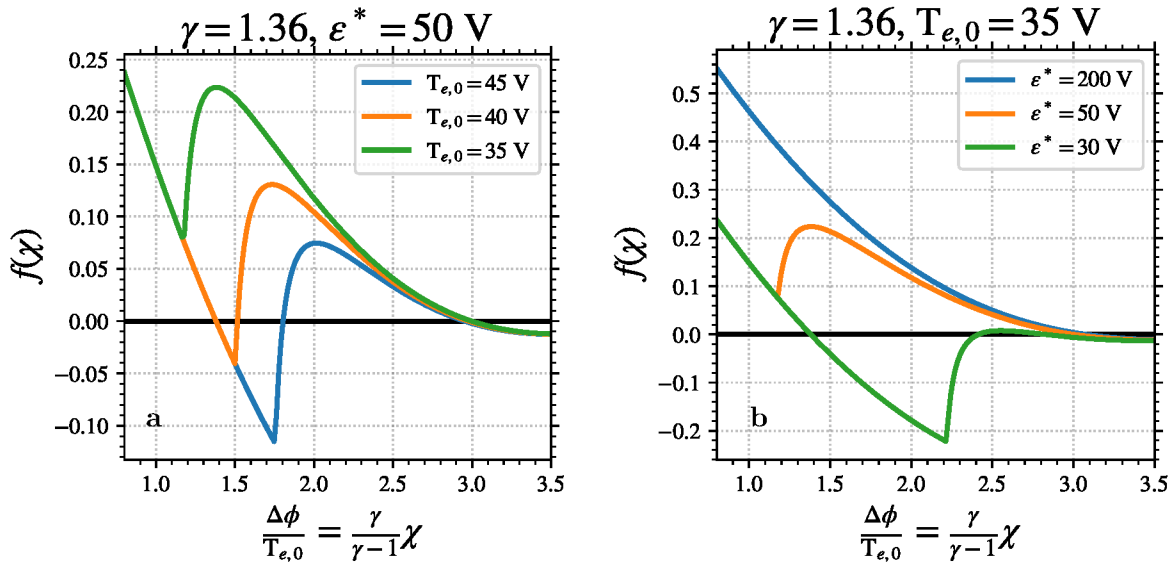 γ = 1.36, ε* = 50 V
0.25
0.20
0.15
0.10
0.05
0.00
−0.05
−0.10
f(χ)
T_{e,0} = 45 V
T_{e,0} = 40 V
T_{e,0} = 35 V
a
1.0 1.5 2.0 2.5 3.0 3.5
Δϕ/T_{e,0} = γ/(γ−1) χ
γ = 1.36, T_{e,0} = 35 V
0.5
0.4
0.3
0.2
0.1
0.0
−0.1
−0.2
f(χ)
ε* = 200 V
ε* = 50 V
ε* = 30 V
b
1.0 1.5 2.0 2.5 3.0 3.5
Δϕ/T_{e,0} = γ/(γ−1) χ